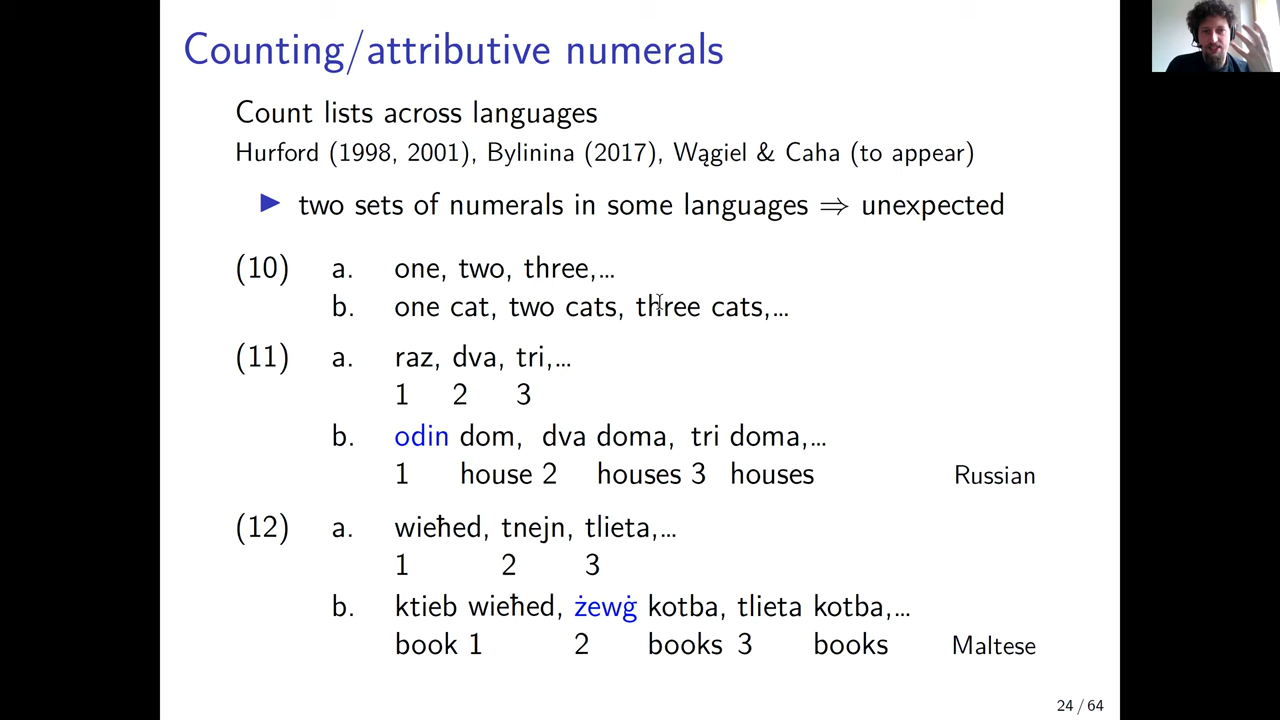 Counting/attributive numerals
Count lists across languages
Hurford (1998, 2001), Bylinina (2017), Wągiel & Caha (to appear)
▶ two sets of numerals in some languages ⇒ unexpected
(10) a. one, two, three,...
b. one cat, two cats, three cats,...
(11) a. raz, dva, tri,...
1 2 3
b. odin dom, dva doma, tri doma,...
1 house 2 houses 3 houses Russian
(12) a. wieħed, tnejn, tlieta,...
1 2 3
b. ktieb wieħed, żewġ kotba, tlieta kotba,...
book 1 2 books 3 books Maltese
24 / 64